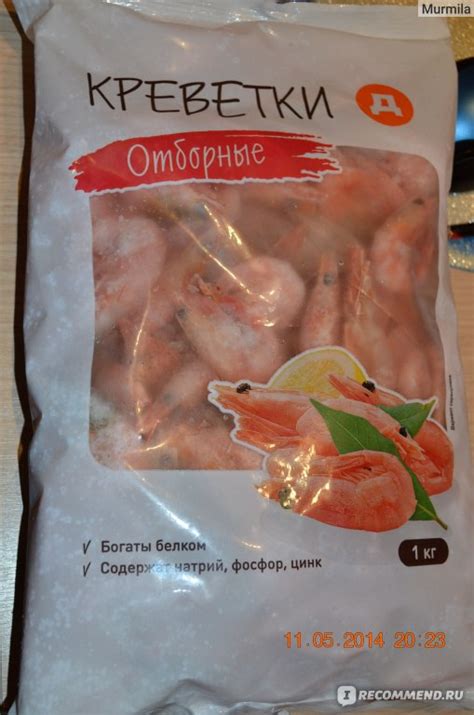 Murmila
КРЕВЕТКИ Д
Отборные
√ Богаты белком
√ Содержат натрий, фосфор, цинк
1 кг
11.05.2014 20:23
I RECOMMEND.RU